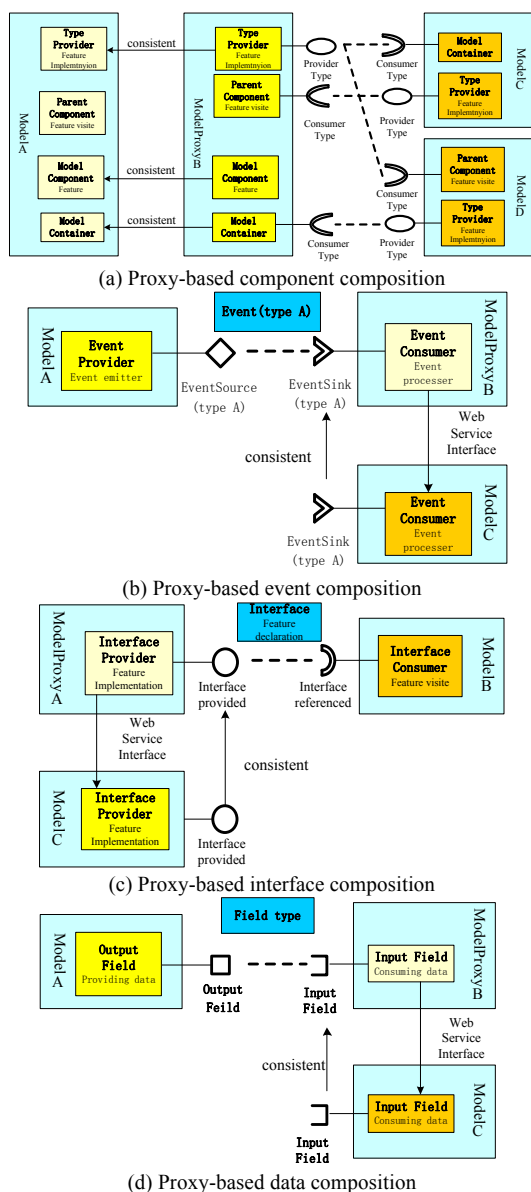 Type
Provider
Feature
Implemtnyion
Parent
Component
Feature visite
Model
Component
Feature
Model
Container
ModelA
consistent
consistent
consistent
Type
Provider
Feature
Implemtnyion
Parent
Component
Feature visite
Model
Component
Feature
Model
Container
ModelProxyB
Provider
Type
Consumer
Type
Consumer
Type
Provider
Type
Consumer
Type
Consumer
Type
Provider
Type
Model
Container
Type
Provider
Feature
Implemtnyion
ModelC
Parent
Component
Feature visite
Type
Provider
Feature
Implemtnyion
ModelD
(a) Proxy-based component composition
ModelA
Event
Provider
Event emitter
Event(type A)
EventSource
(type A)
EventSink
(type A)
Event
Consumer
Event
processer
ModelProxyB
consistent
Web
Service
Interface
EventSink
(type A)
Event
Consumer
Event
processer
ModelC
(b) Proxy-based event composition
ModelProxyA
Interface
Provider
Feature
Implementation
Interface
Feature
declaration
Interface
provided
Interface
referenced
Interface
Consumer
Feature visite
ModelB
Web
Service
Interface
consistent
ModelC
Interface
Provider
Feature
Implementation
Interface
provided
(c) Proxy-based interface composition
Model A
Output
Field
Providing data
Field type
Output
Feild
Input
Field
Input Field
Consuming data
ModelProxyB
consistent
Web
Service
Interface
Input
Field
Input Field
Consuming data
ModelC
(d) Proxy-based data composition